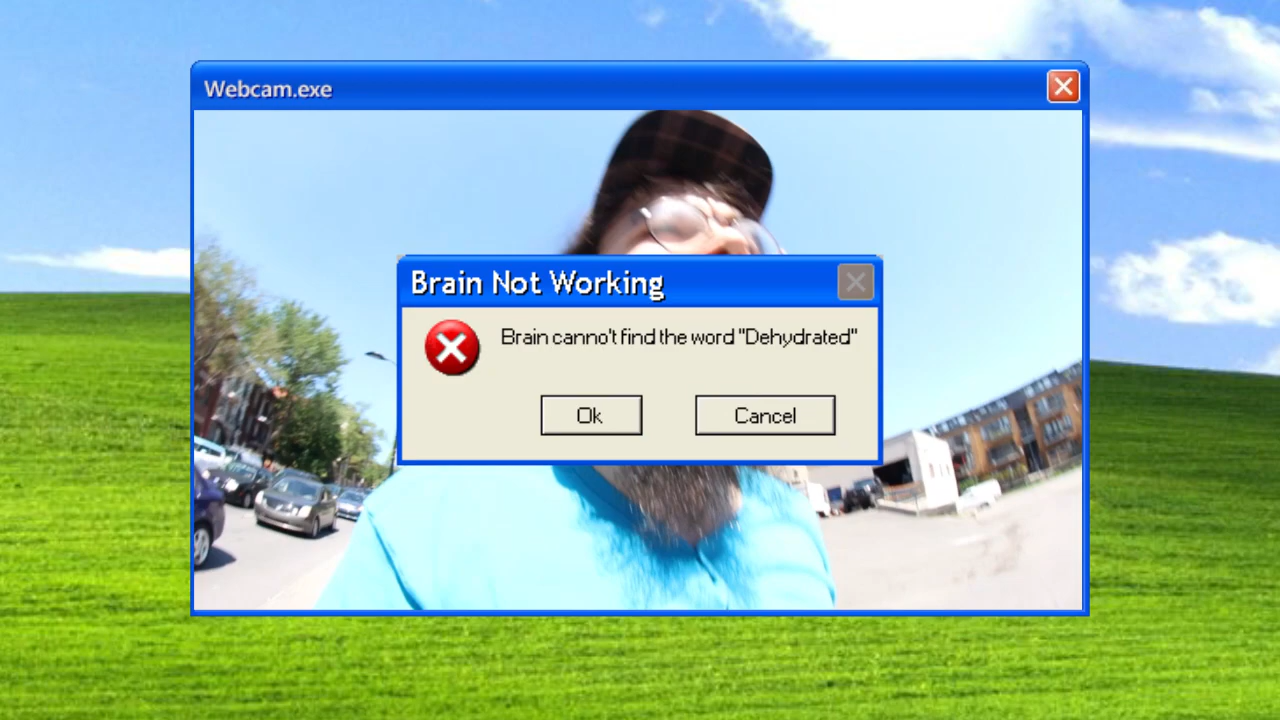 Webcam.exe
Brain Not Working
Brain canno't find the word "Dehydrated"
Ok
Cancel